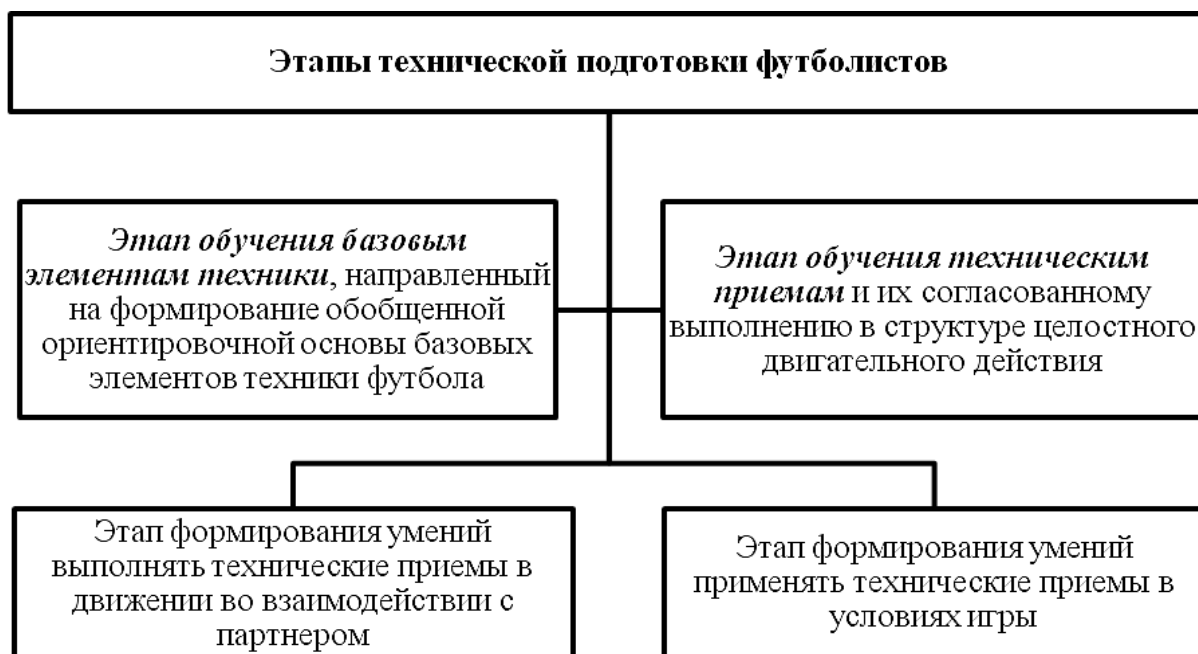 Этапы технической подготовки футболистов
Этап обучения базовым
элементам техники, направленный
на формирование обобщенной
ориентировочной основы базовых
элементов техники футбола
Этап обучения техническим
приемам и их согласованному
выполнению в структуре целостного
двигательного действия
Этап формирования умений
выполнять технические приемы в
движении во взаимодействии с
партнером
Этап формирования умений
применять технические приемы в
условиях игры